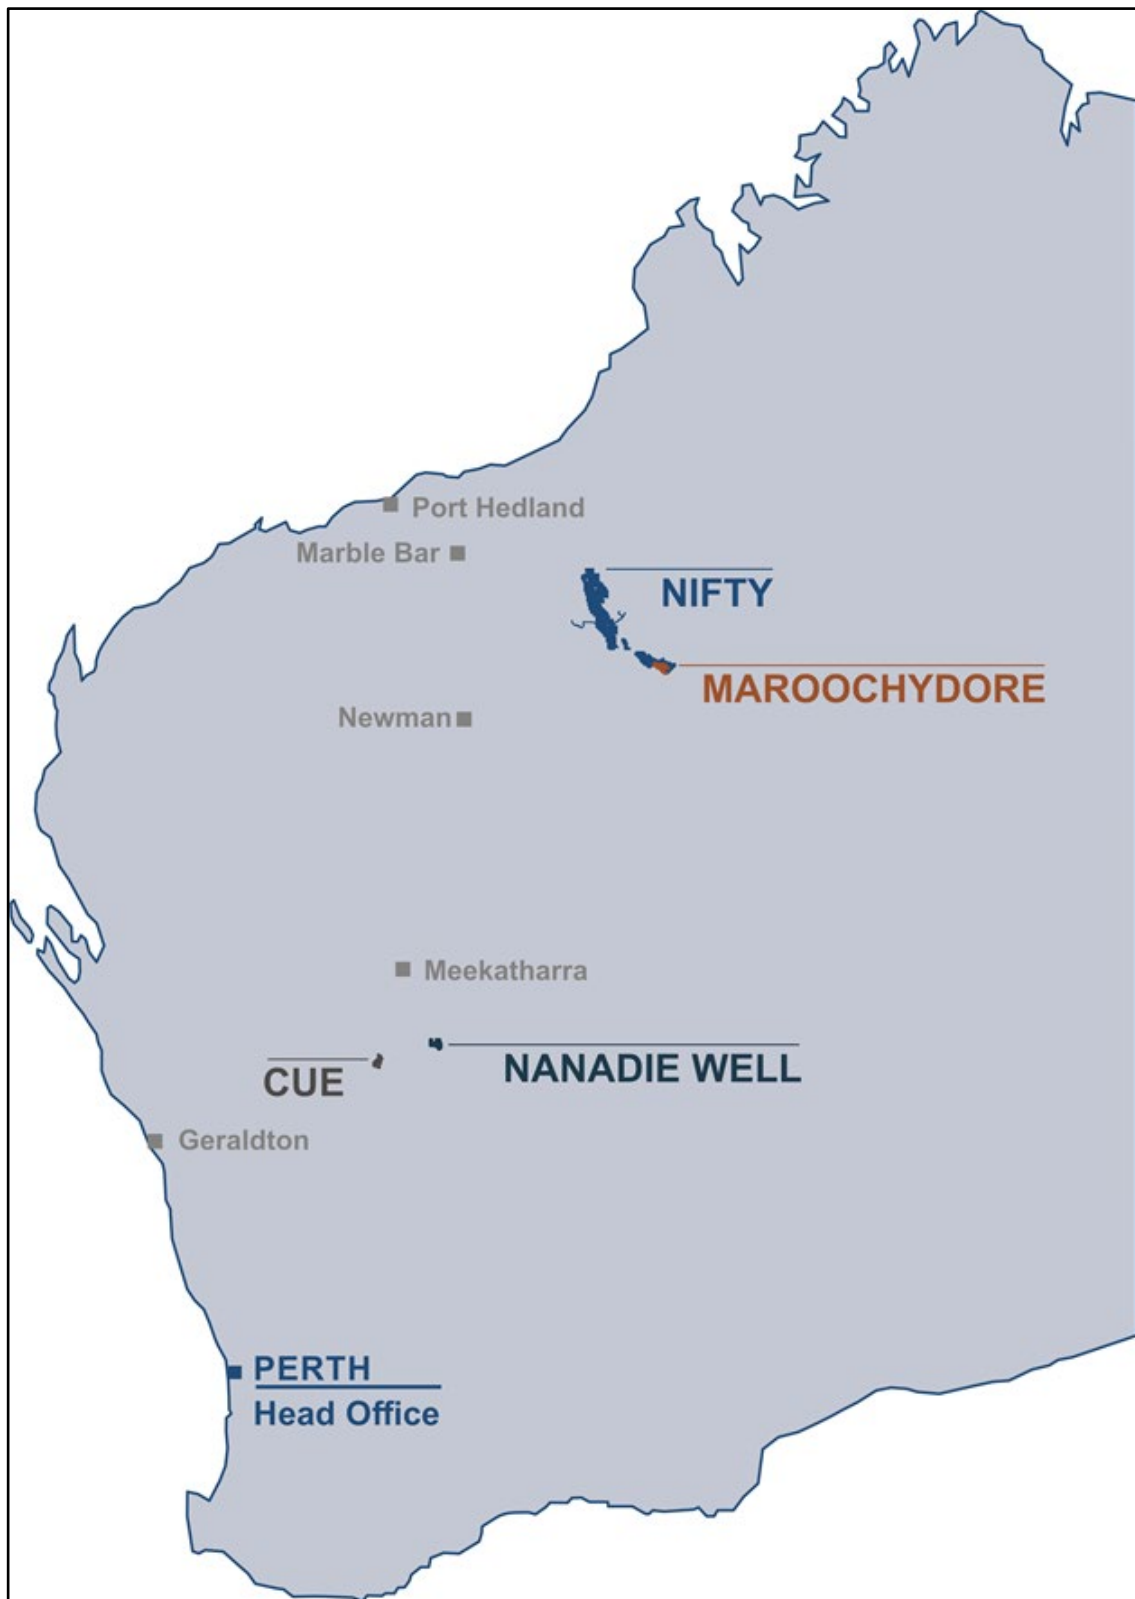 Port Hedland
Marble Bar
NIFTY
MAROOCHYDORE
Newman
Meekatharra
NANADIE WELL
CUE
Geraldton
PERTH
Head Office